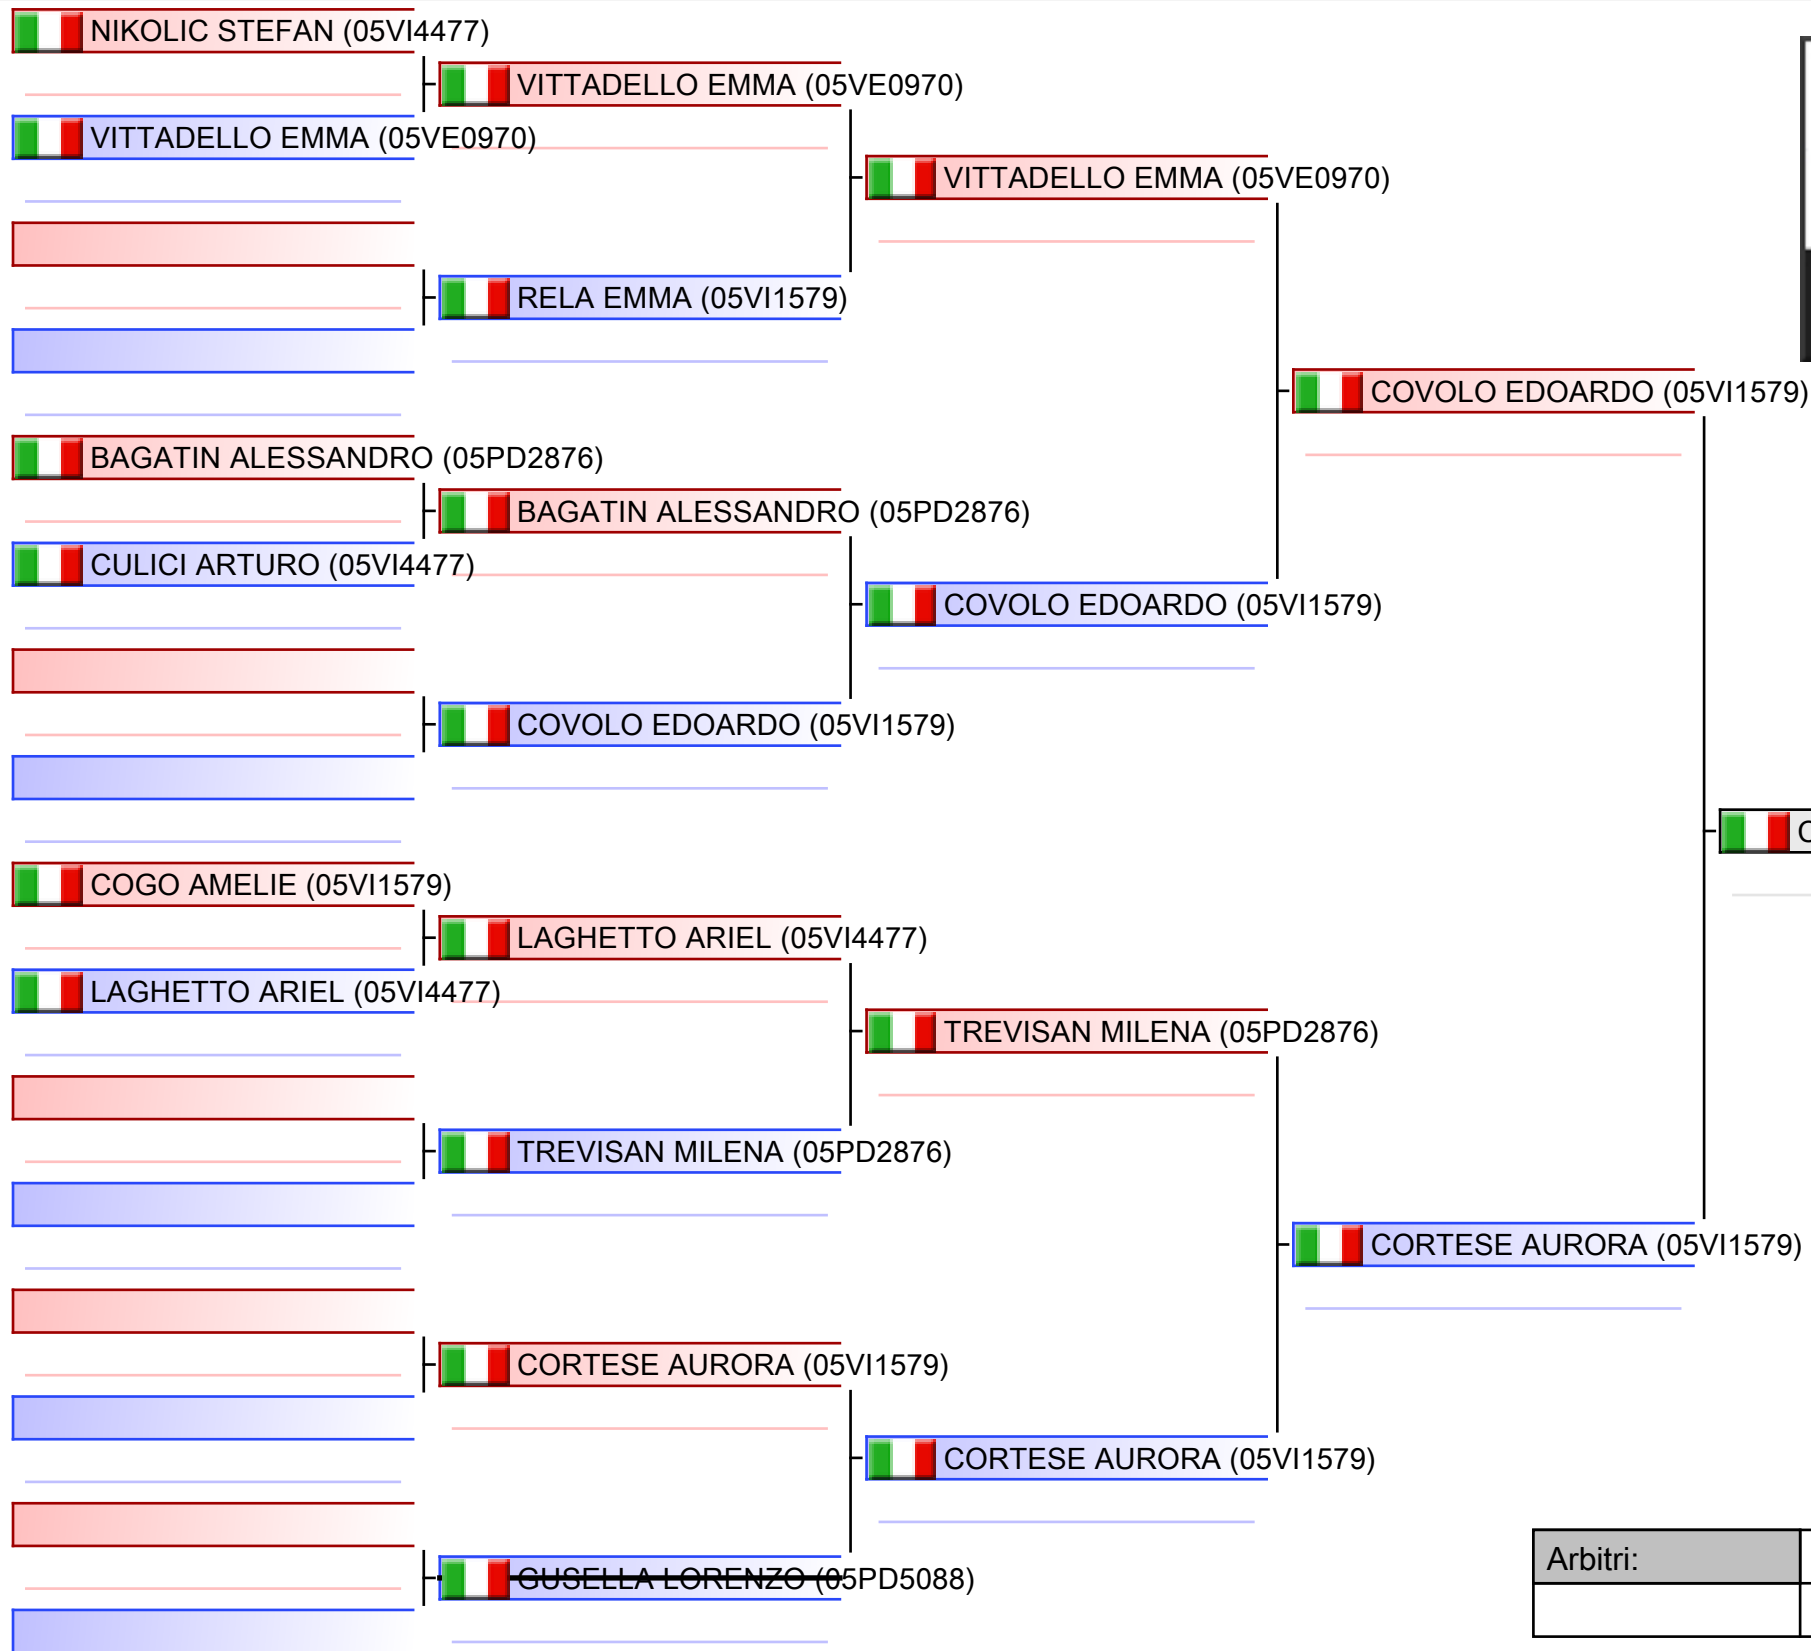 NIKOLIC STEFAN (05VI4477)
VITTADELLO EMMA (05VE0970)
VITTADELLO EMMA (05VE0970)
VITTADELLO EMMA (05VE0970)
RELA EMMA (05VI1579)
COVOLO EDOARDO (05VI1579)
BAGATIN ALESSANDRO (05PD2876)
BAGATIN ALESSANDRO (05PD2876)
CULICI ARTURO (05VI4477)
COVOLO EDOARDO (05VI1579)
COVOLO EDOARDO (05VI1579)
COGO AMELIE (05VI1579)
LAGHETTO ARIEL (05VI4477)
LAGHETTO ARIEL (05VI4477)
TREVISAN MILENA (05PD2876)
TREVISAN MILENA (05PD2876)
CORTESE AURORA (05VI1579)
CORTESE AURORA (05VI1579)
CORTESE AURORA (05VI1579)
GUSELLA LORENZO (05PD5088)
Arbitri: